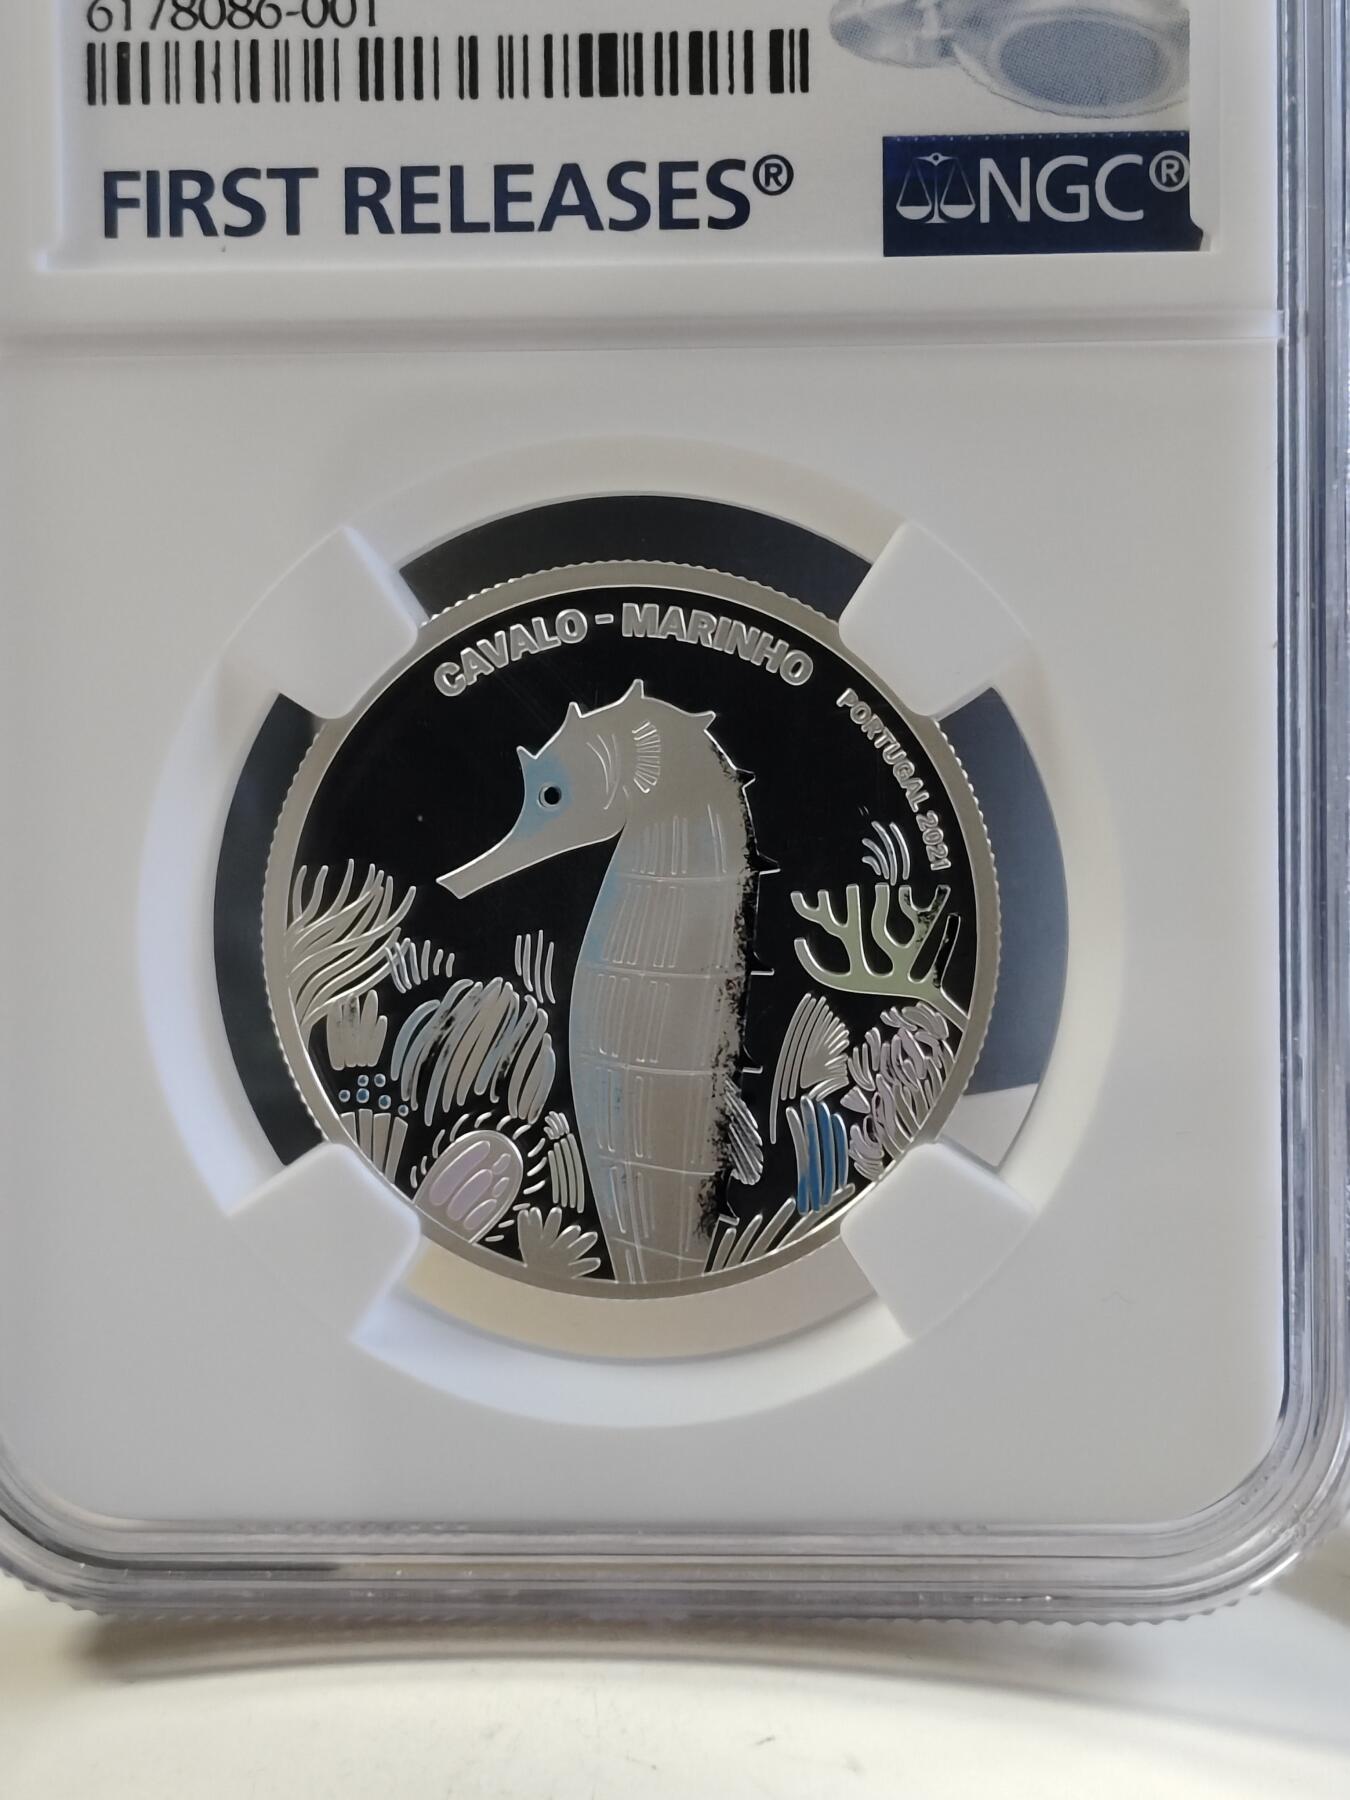 6178086-001
FIRST RELEASES®
NGC®
CAVALO - MARINHO
PORTUGAL 2021